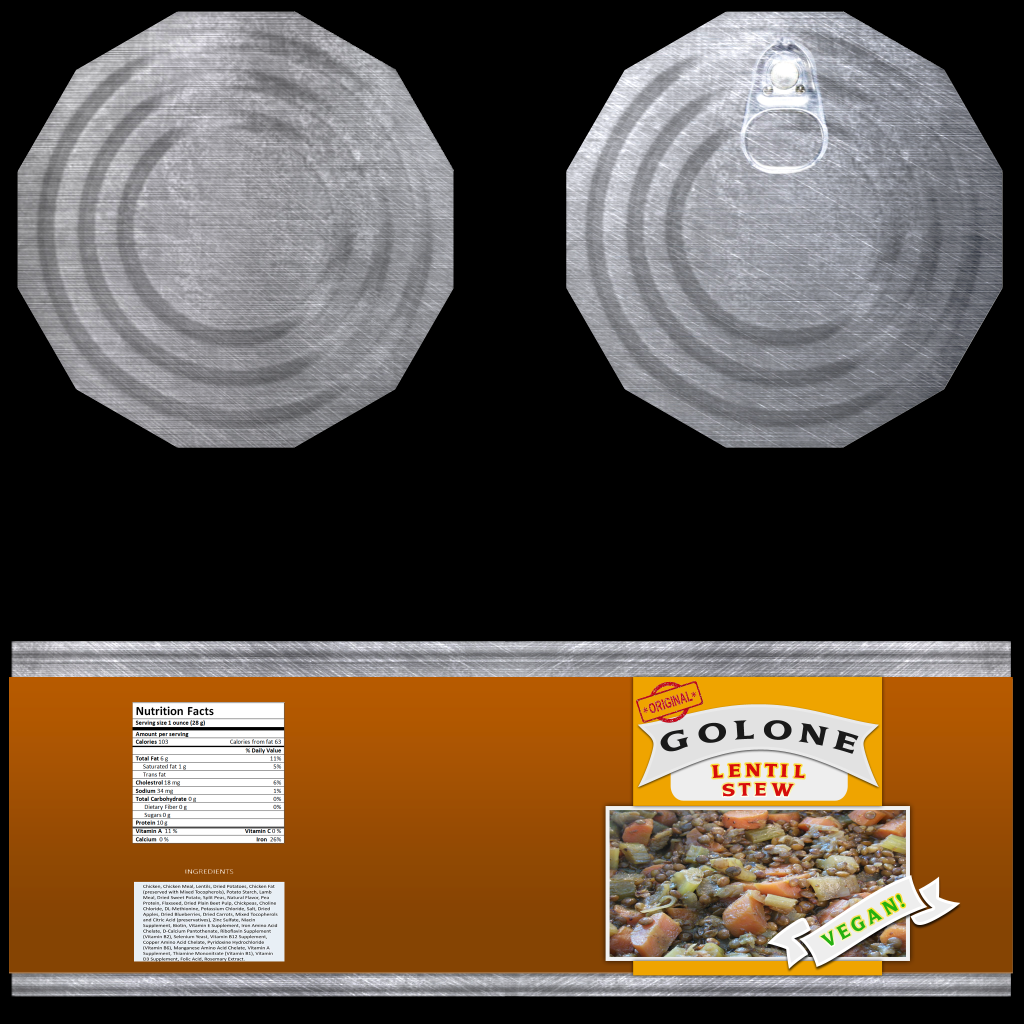 Nutrition Facts
Serving size 1 ounce (28 g)
Amount per serving
Calories 103 Calories from fat 63
% Daily Value
Total Fat 6 g 11%
Saturated fat 1 g 5%
Trans fat
Cholestrol 18 mg 6%
Sodium 34 mg 1%
Total Carbohydrate 0 g 0%
Dietary Fiber 0 g 0%
Sugars 0 g
Protein 10 g
Vitamin A 11 % Vitamin C 0 %
Calcium 0 % Iron 26%
INGREDIENTS
Chicken, Chicken Meal, Lentils, Dried Potatoes, Chicken Fat
(preserved with Mixed Tocopherols), Potato Starch, Lamb
Meal, Dried Sweet Potato, Split Peas, Natural Flavor, Pea
Protein, Flaxseed, Dried Plain Beet Pulp, Chickpeas, Choline
Chloride, DL-Methionine, Potassium Chloride, Salt, Dried
Apples, Dried Blueberries, Dried Carrots, Mixed Tocopherols
and Citric Acid (preservatives), Zinc Sulfate, Niacin
Supplement, Biotin, Vitamin E Supplement, Iron Amino Acid
Chelate, D-Calcium Pantothenate, Riboflavin Supplement
(Vitamin B2), Selenium Yeast, Vitamin B12 Supplement,
Copper Amino Acid Chelate, Pyridoxine Hydrochloride
(Vitamin B6), Manganese Amino Acid Chelate, Vitamin A
Supplement, Thiamine Mononitrate (Vitamin B1), Vitamin
D3 Supplement, Folic Acid, Rosemary Extract.
*ORIGINAL*
GOLONE
LENTIL
STEW
VEGAN!